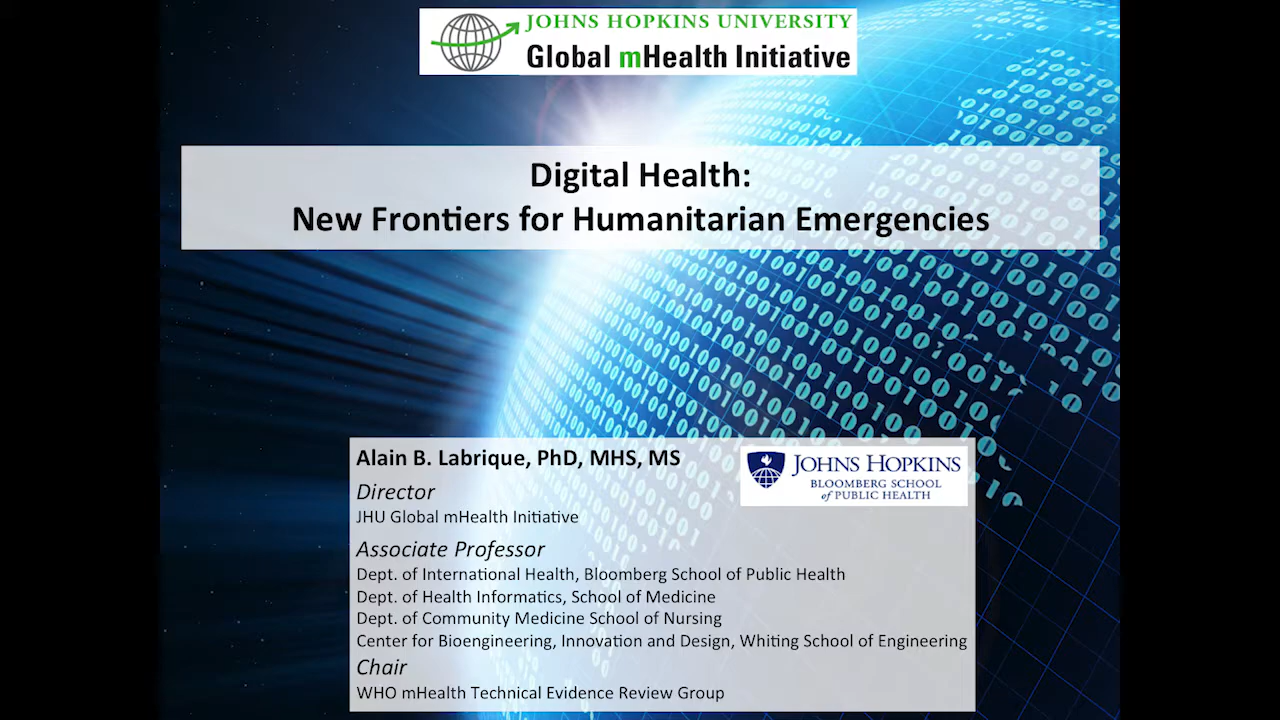 JOHNS HOPKINS UNIVERSITY
Global mHealth Initiative
Digital Health:
New Frontiers for Humanitarian Emergencies
Alain B. Labrique, PhD, MHS, MS
JOHNS HOPKINS
BLOOMBERG SCHOOL
of PUBLIC HEALTH
Director
JHU Global mHealth Initiative
Associate Professor
Dept. of International Health, Bloomberg School of Public Health
Dept. of Health Informatics, School of Medicine
Dept. of Community Medicine School of Nursing
Center for Bioengineering, Innovation and Design, Whiting School of Engineering
Chair
WHO mHealth Technical Evidence Review Group